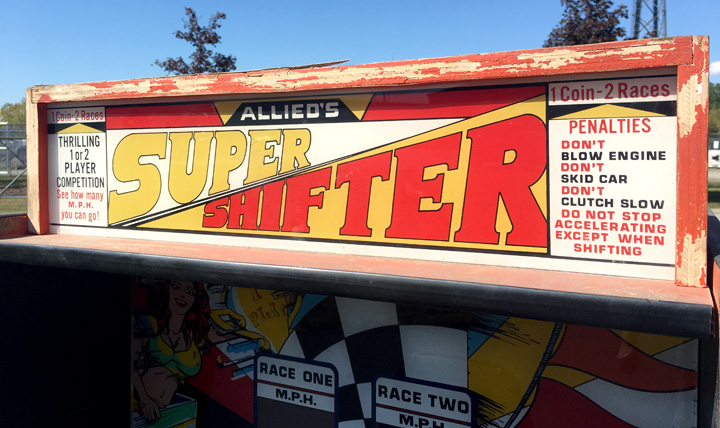 1 Coin-2 Races
THRILLING
1 or 2
PLAYER
COMPETITION
See how many
M.P.H.
you can go!
ALLIED'S
SUPER
SHIFTER
1 Coin-2 Races
PENALTIES
DON'T
BLOW ENGINE
DON'T
SKID CAR
DON'T
CLUTCH SLOW
DO NOT STOP
ACCELERATING
EXCEPT WHEN
SHIFTING
RACE ONE
M.P.H.
RACE TWO
M.P.H.